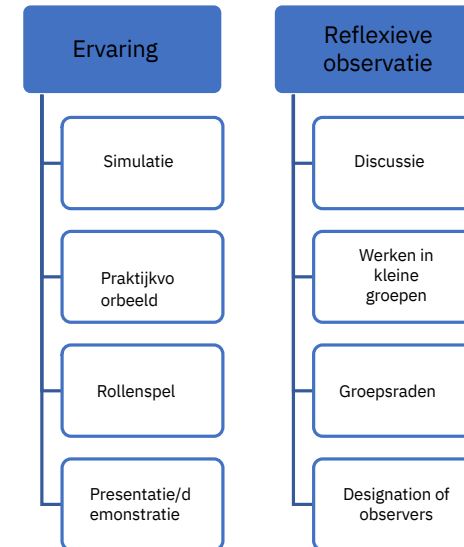 Ervaring
Simulatie
Praktijkvo
orbeeld
Rollenspel
Presentatie/d
emonstratie
Reflexieve
observatie
Discussie
Werken in
kleine
groepen
Groepsraden
Designation of
observers